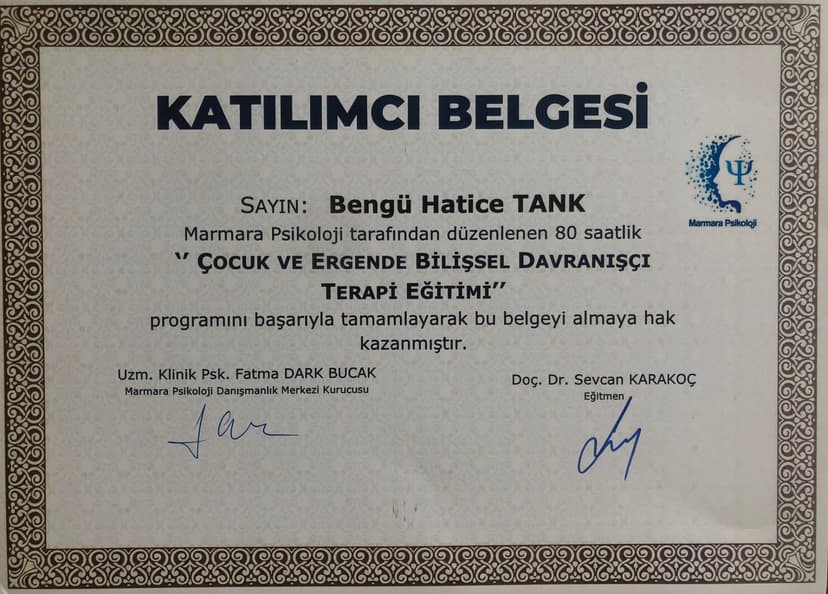 KATILIMCI BELGESİ
Marmara Psikoloji
SAYIN: Bengü Hatice TANK
Marmara Psikoloji tarafından düzenlenen 80 saatlik
‘’ ÇOCUK VE ERGENDE BİLİŞSEL DAVRANIŞÇI
TERAPİ EĞİTİMİ’’
programını başarıyla tamamlayarak bu belgeyi almaya hak
kazanmıştır.
Uzm. Klinik Psk. Fatma DARK BUCAK
Marmara Psikoloji Danışmanlık Merkezi Kurucusu
Doç. Dr. Sevcan KARAKOÇ
Eğitmen